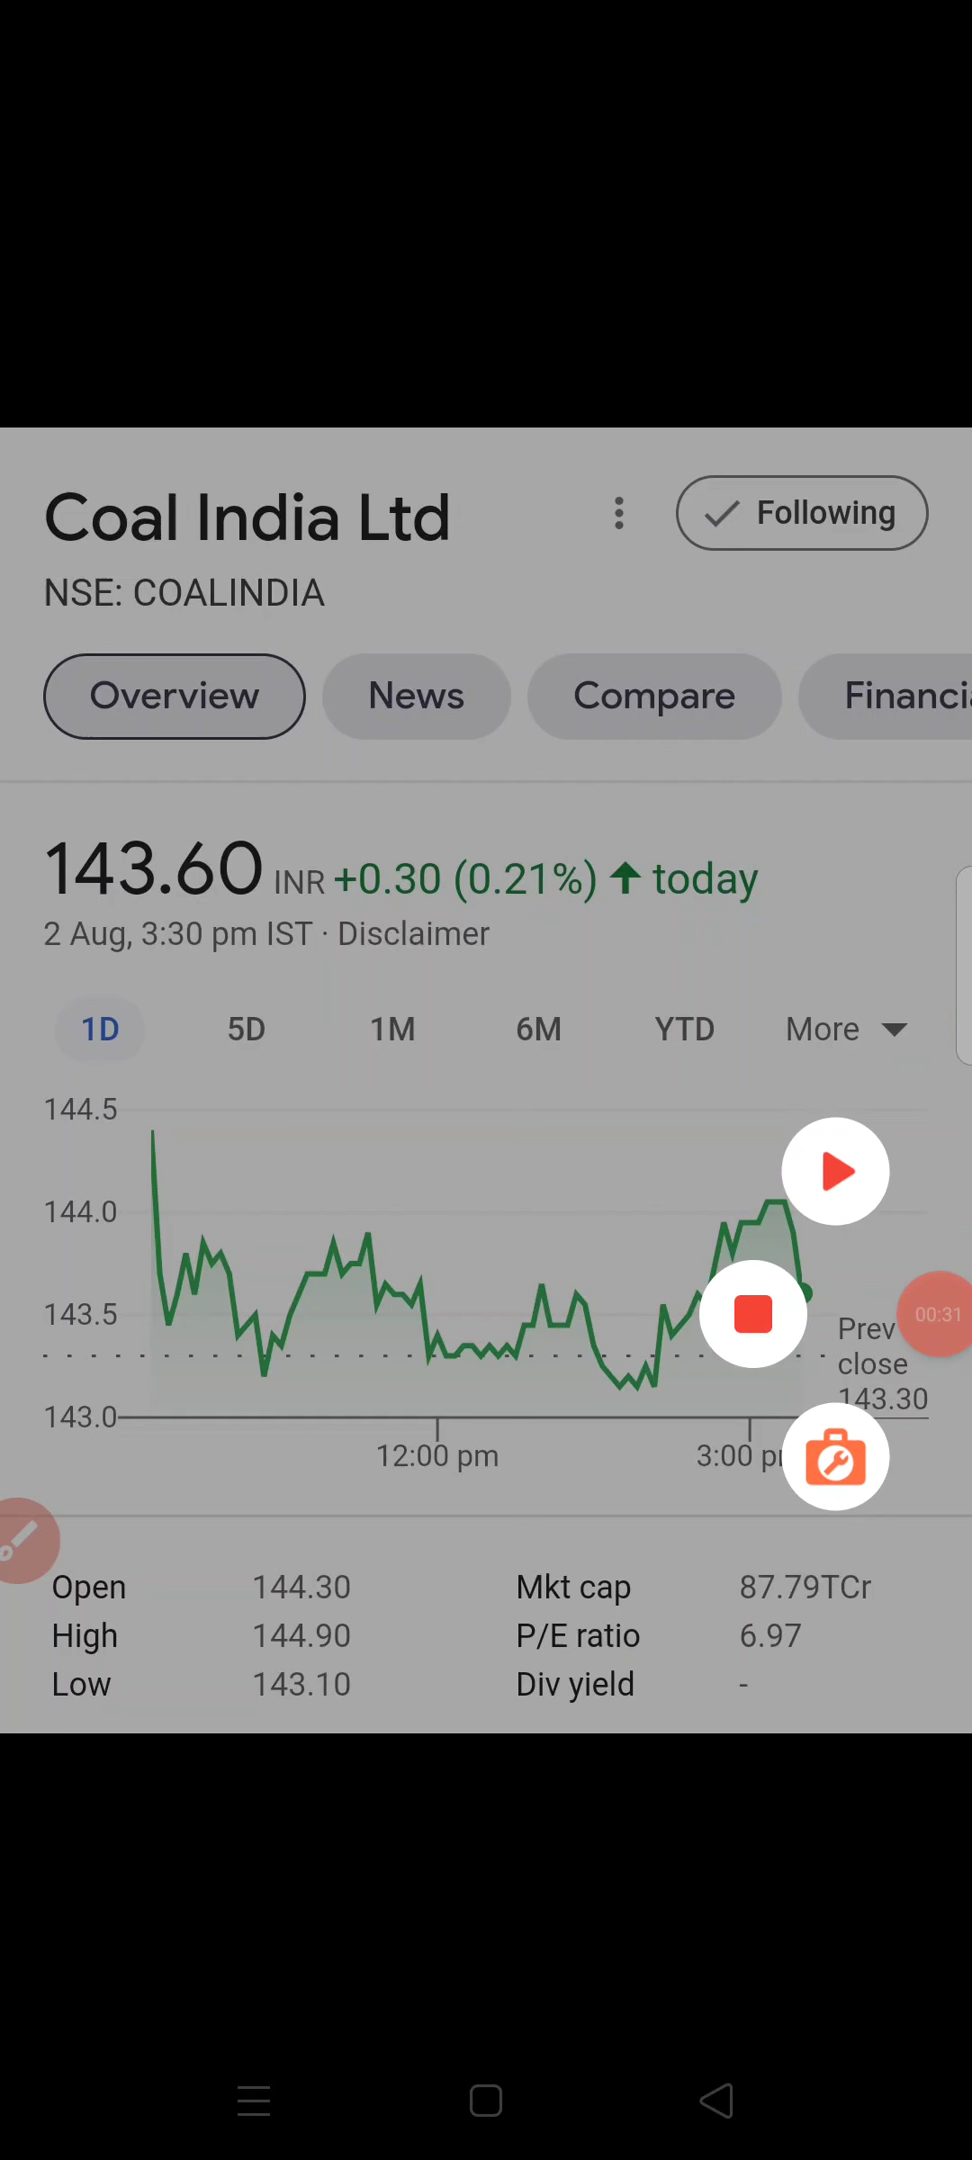 Coal India Ltd
Following
NSE: COALINDIA
Overview News Compare
143.60 INR +0.30 (0.21%) today
2 Aug, 3:30 pm IST · Disclaimer
1D 5D 1M 6M YTD More
144.5
144.0
143.5
143.0
Prev
close
143.30
00:31
12:00 pm 3:00
Open 144.30 Mkt cap 87.79TCr
High 144.90 P/E ratio 6.97
Low 143.10 Div yield -